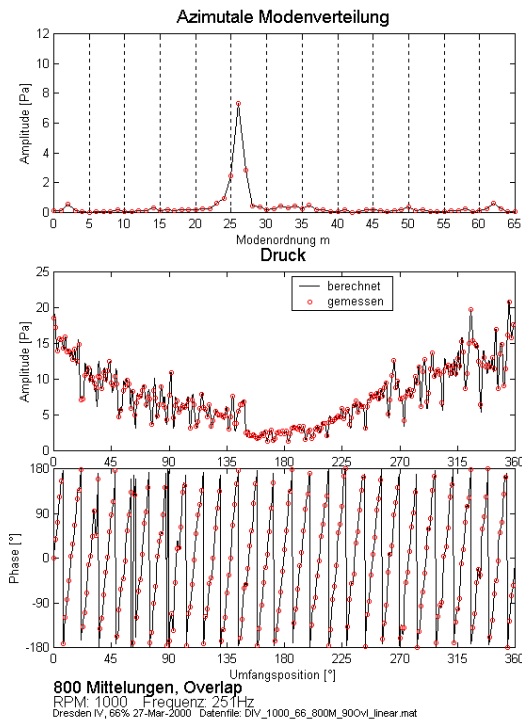 Azimutale Modenverteilung
12
10
8
6
4
2
0
Amplitude [Pa]
0 5 10 15 20 25 30 35 40 45 50 55 60 65
Modenordnung m
Druck
25
20
15
10
5
0
Amplitude [Pa]
berechnet
gemessen
0 45 90 135 180 225 270 315 360
180
90
0
-90
-180
Phase [°]
0 45 90 135 180 225 270 315 360
Umfangsposition [°]
800 Mittelungen, Overlap
RPM: 1000 Frequenz: 251Hz
Dresden IV, 66% 27-Mar-2000 Datenfile: DIV_1000_66_800M_90Ovl_linear.mat